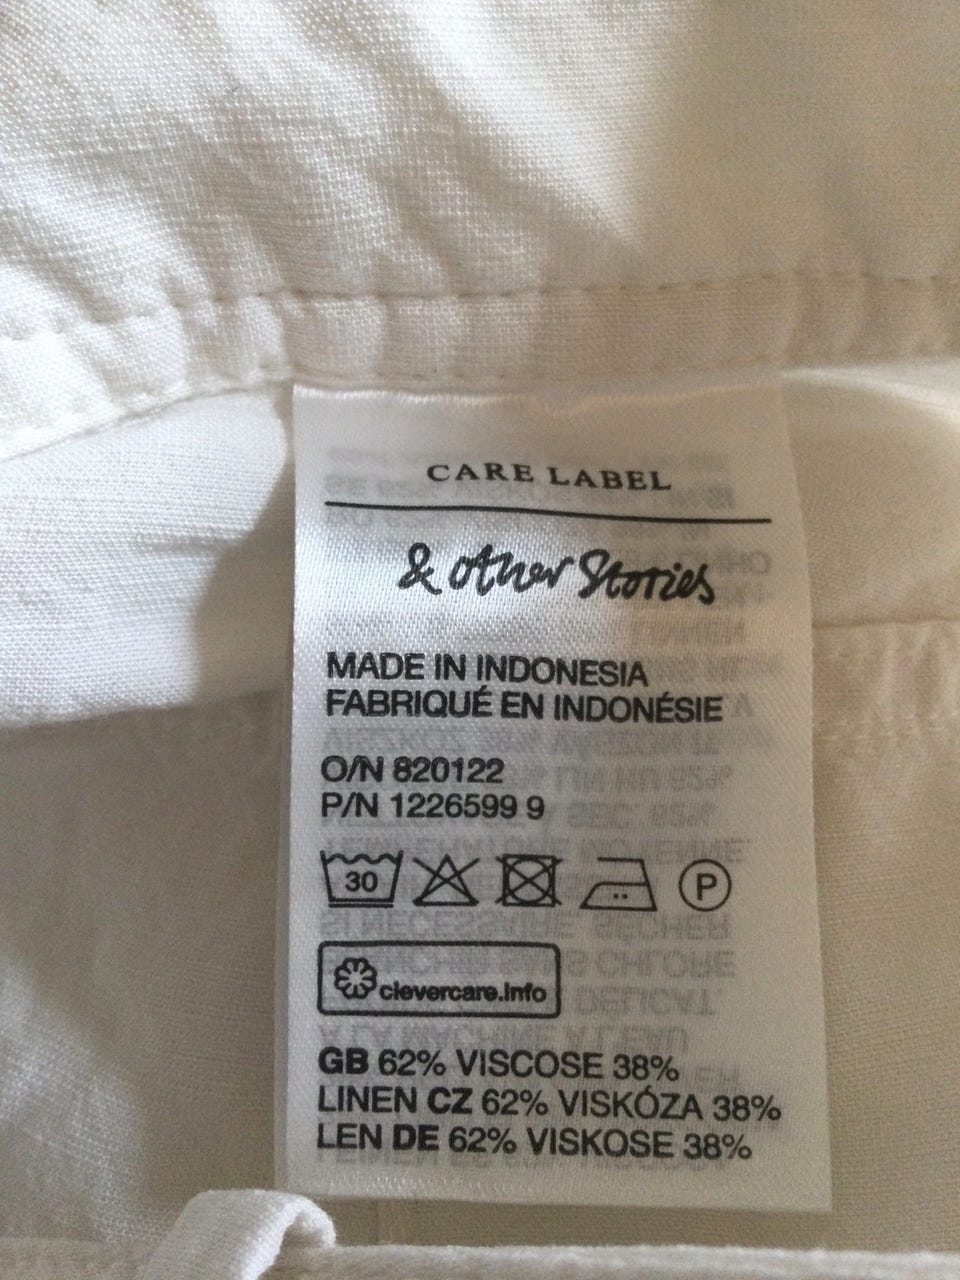 CARE LABEL
& Other Stories
MADE IN INDONESIA
FABRIQUÉ EN INDONÉSIE
O/N 820122
P/N 1226599 9
30
P
clevercare.info
GB 62% VISCOSE 38%
LINEN CZ 62% VISKÓZA 38%
LEN DE 62% VISKOSE 38%